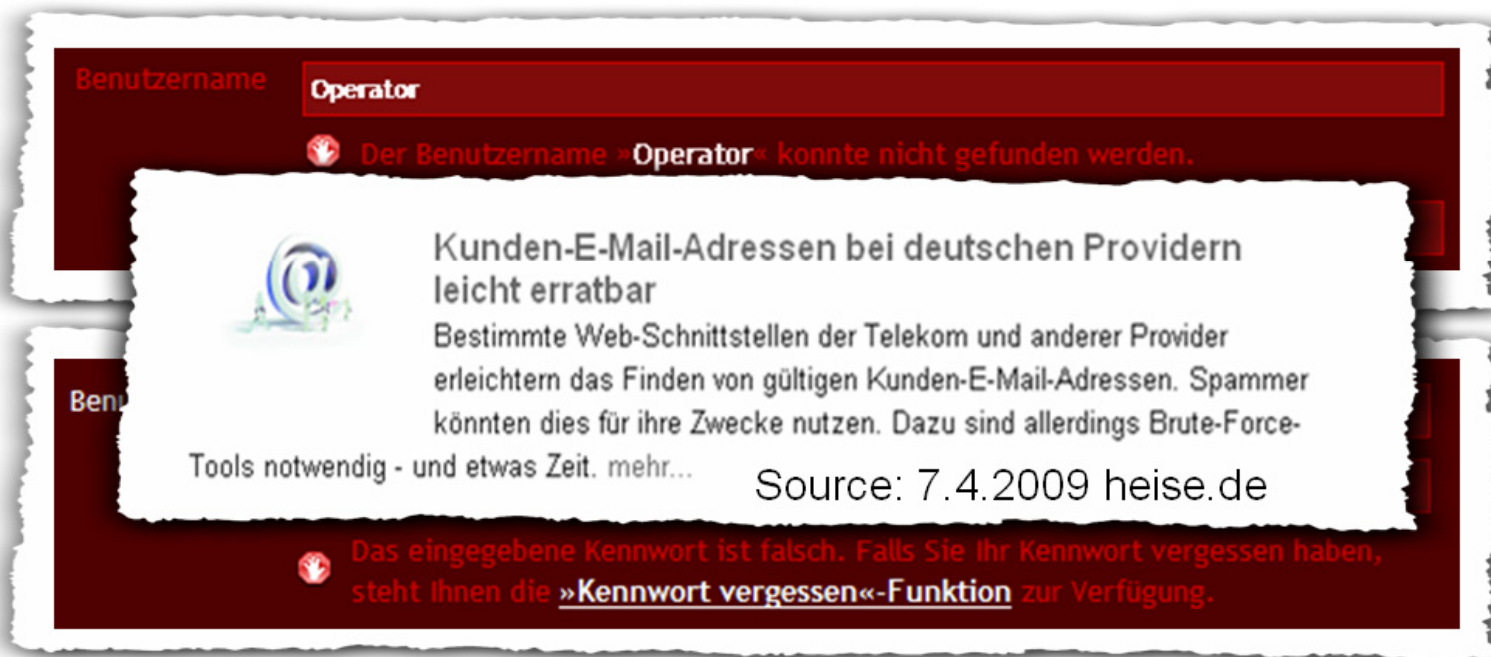 Benutzername
Operator
Der Benutzername »Operator« konnte nicht gefunden werden.
Kunden-E-Mail-Adressen bei deutschen Providern
leicht erratbar
Bestimmte Web-Schnittstellen der Telekom und anderer Provider
erleichtern das Finden von gültigen Kunden-E-Mail-Adressen. Spammer
könnten dies für ihre Zwecke nutzen. Dazu sind allerdings Brute-Force-
Tools notwendig - und etwas Zeit. mehr...
Source: 7.4.2009 heise.de
Das eingegebene Kennwort ist falsch. Falls Sie Ihr Kennwort vergessen haben,
steht Ihnen die »Kennwort vergessen«-Funktion zur Verfügung.